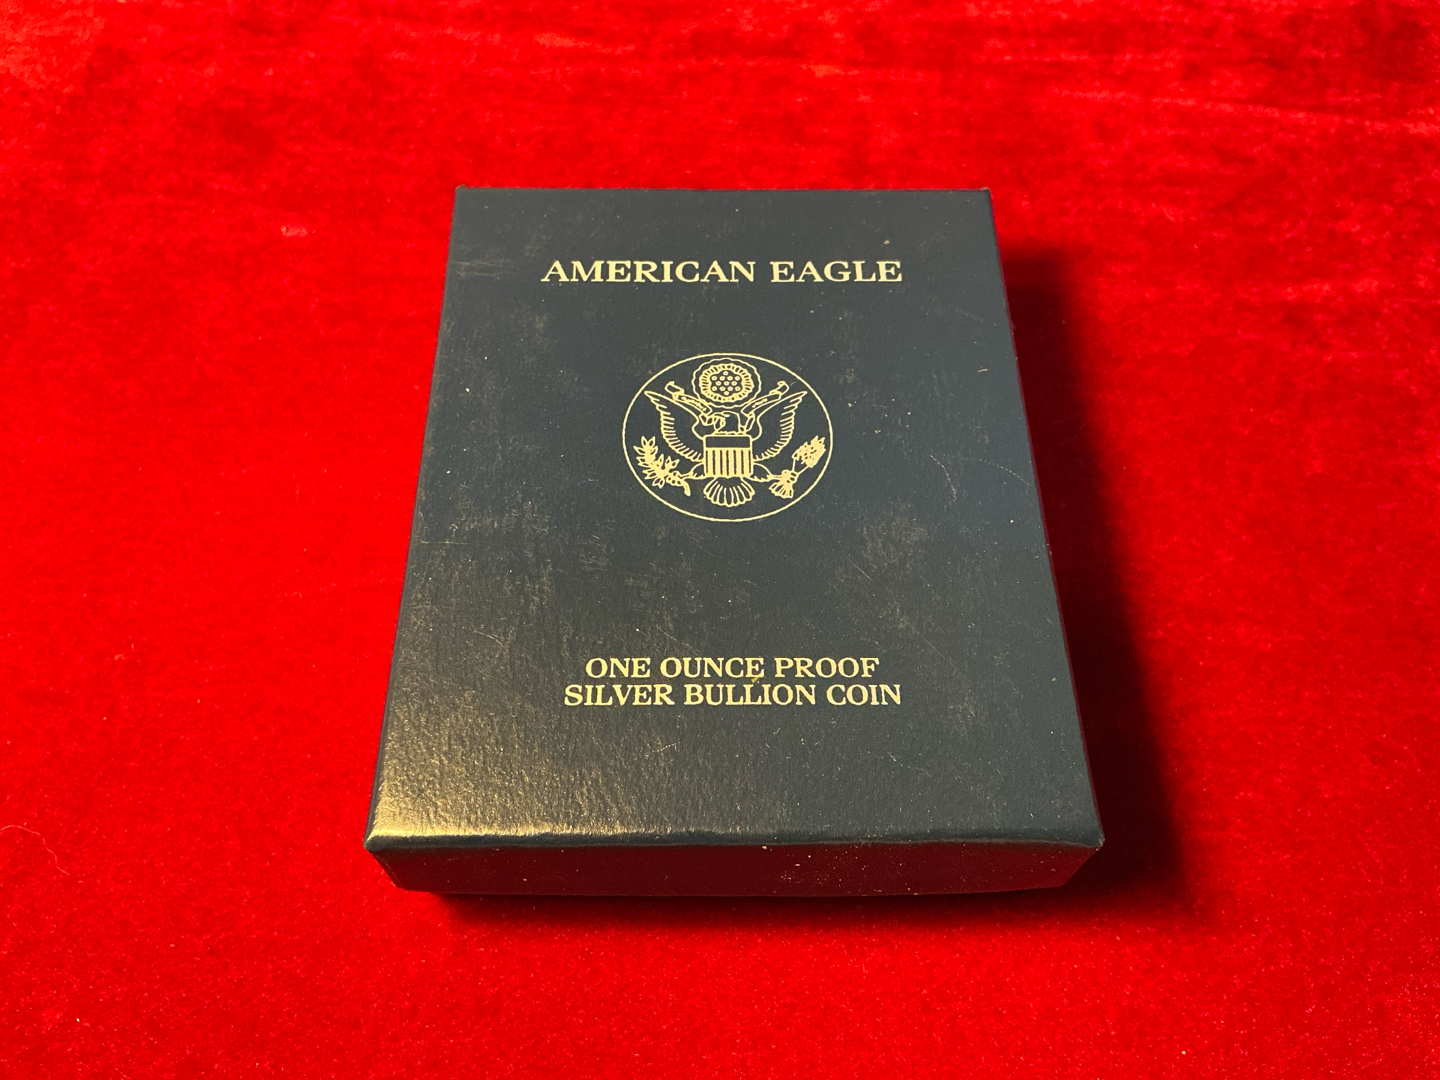 AMERICAN EAGLE
ONE OUNCE PROOF
SILVER BULLION COIN